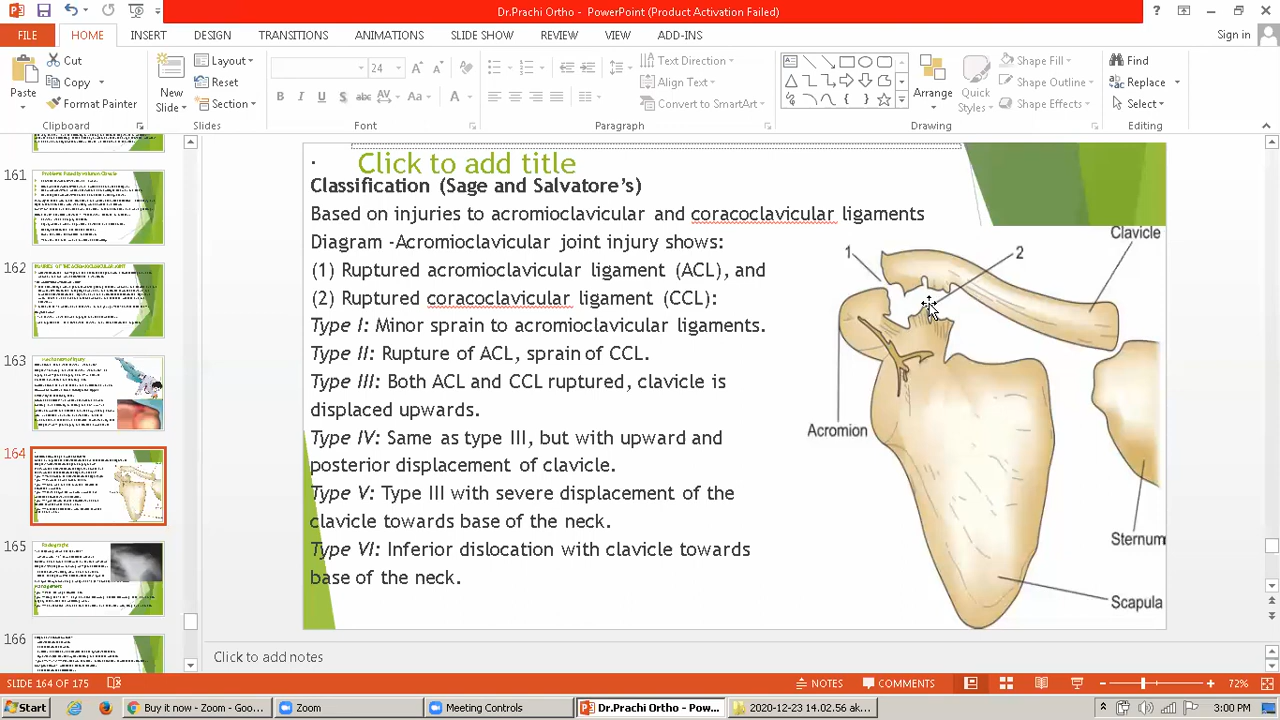 Dr.Prachi Ortho - PowerPoint (Product Activation Failed)
FILE HOME INSERT DESIGN TRANSITIONS ANIMATIONS SLIDE SHOW REVIEW VIEW ADD-INS Sign in
Paste Cut Copy Format Painter Clipboard
New Slide Layout Reset Section Slides
24 B I U S abc AV Aa A Font
Text Direction Align Text Convert to SmartArt Paragraph
Arrange Quick Styles Shape Fill Shape Outline Shape Effects Drawing
Find Replace Select Editing
161
162
163
164
165
166
Click to add title
Classification (Sage and Salvatore's)
Based on injuries to acromioclavicular and coracoclavicular ligaments
Diagram -Acromioclavicular joint injury shows:
(1) Ruptured acromioclavicular ligament (ACL), and
(2) Ruptured coracoclavicular ligament (CCL):
Type I: Minor sprain to acromioclavicular ligaments.
Type II: Rupture of ACL, sprain of CCL.
Type III: Both ACL and CCL ruptured, clavicle is
displaced upwards.
Type IV: Same as type III, but with upward and
posterior displacement of clavicle.
Type V: Type III with severe displacement of the
clavicle towards base of the neck.
Type VI: Inferior dislocation with clavicle towards
base of the neck.
1
2
Clavicle
Acromion
Sternum
Scapula
Click to add notes
SLIDE 164 OF 175 NOTES COMMENTS 72%
Start Buy it now - Zoom - Goo... Zoom Meeting Controls Dr.Prachi Ortho - Pow... 2020-12-23 14.02.56 ak... 3:00 PM